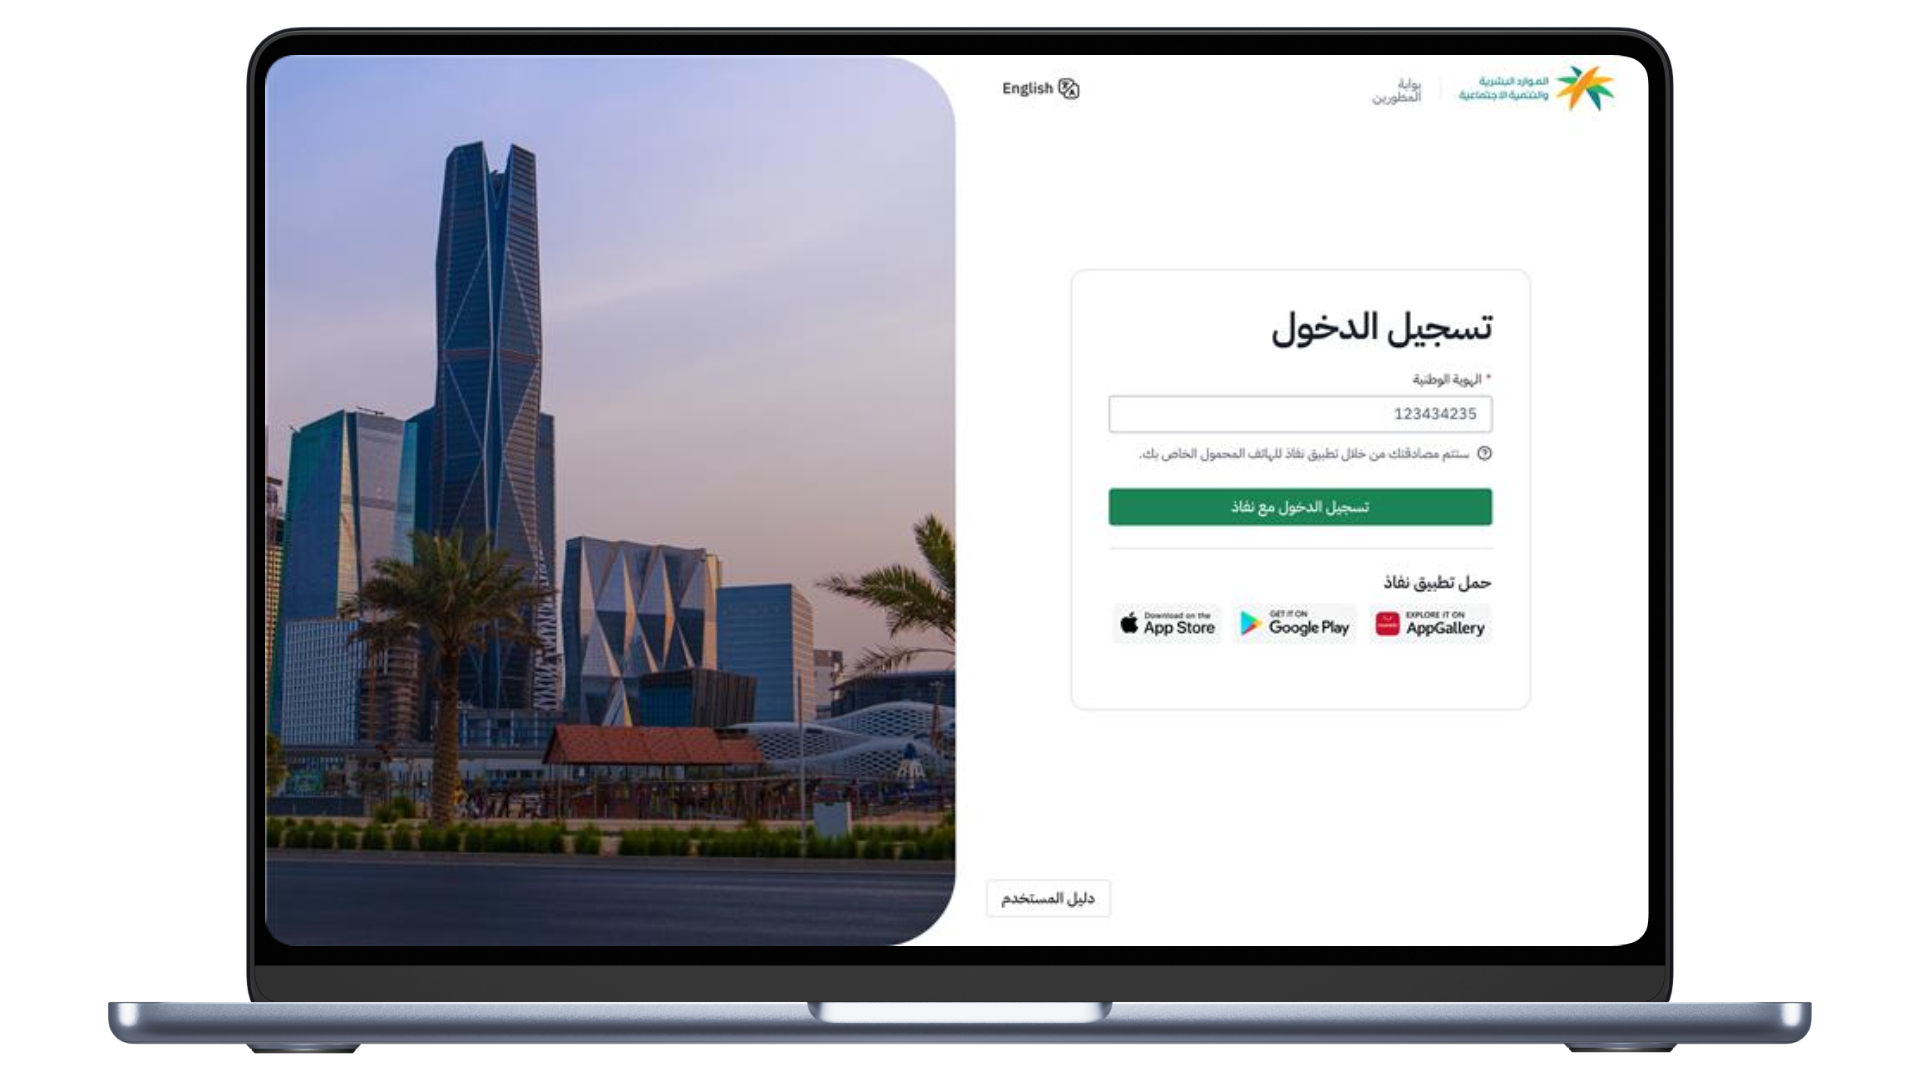 الموارد البشرية
والتنمية الاجتماعية
بوابة
المطورين
English
تسجيل الدخول
* الهوية الوطنية
123434235
ستتم مصادقتك من خلال تطبيق نفاذ للهاتف المحمول الخاص بك.
تسجيل الدخول مع نفاذ
حمل تطبيق نفاذ
EXPLORE IT ON
AppGallery
GET IT ON
Google Play
Download on the
App Store
دليل المستخدم